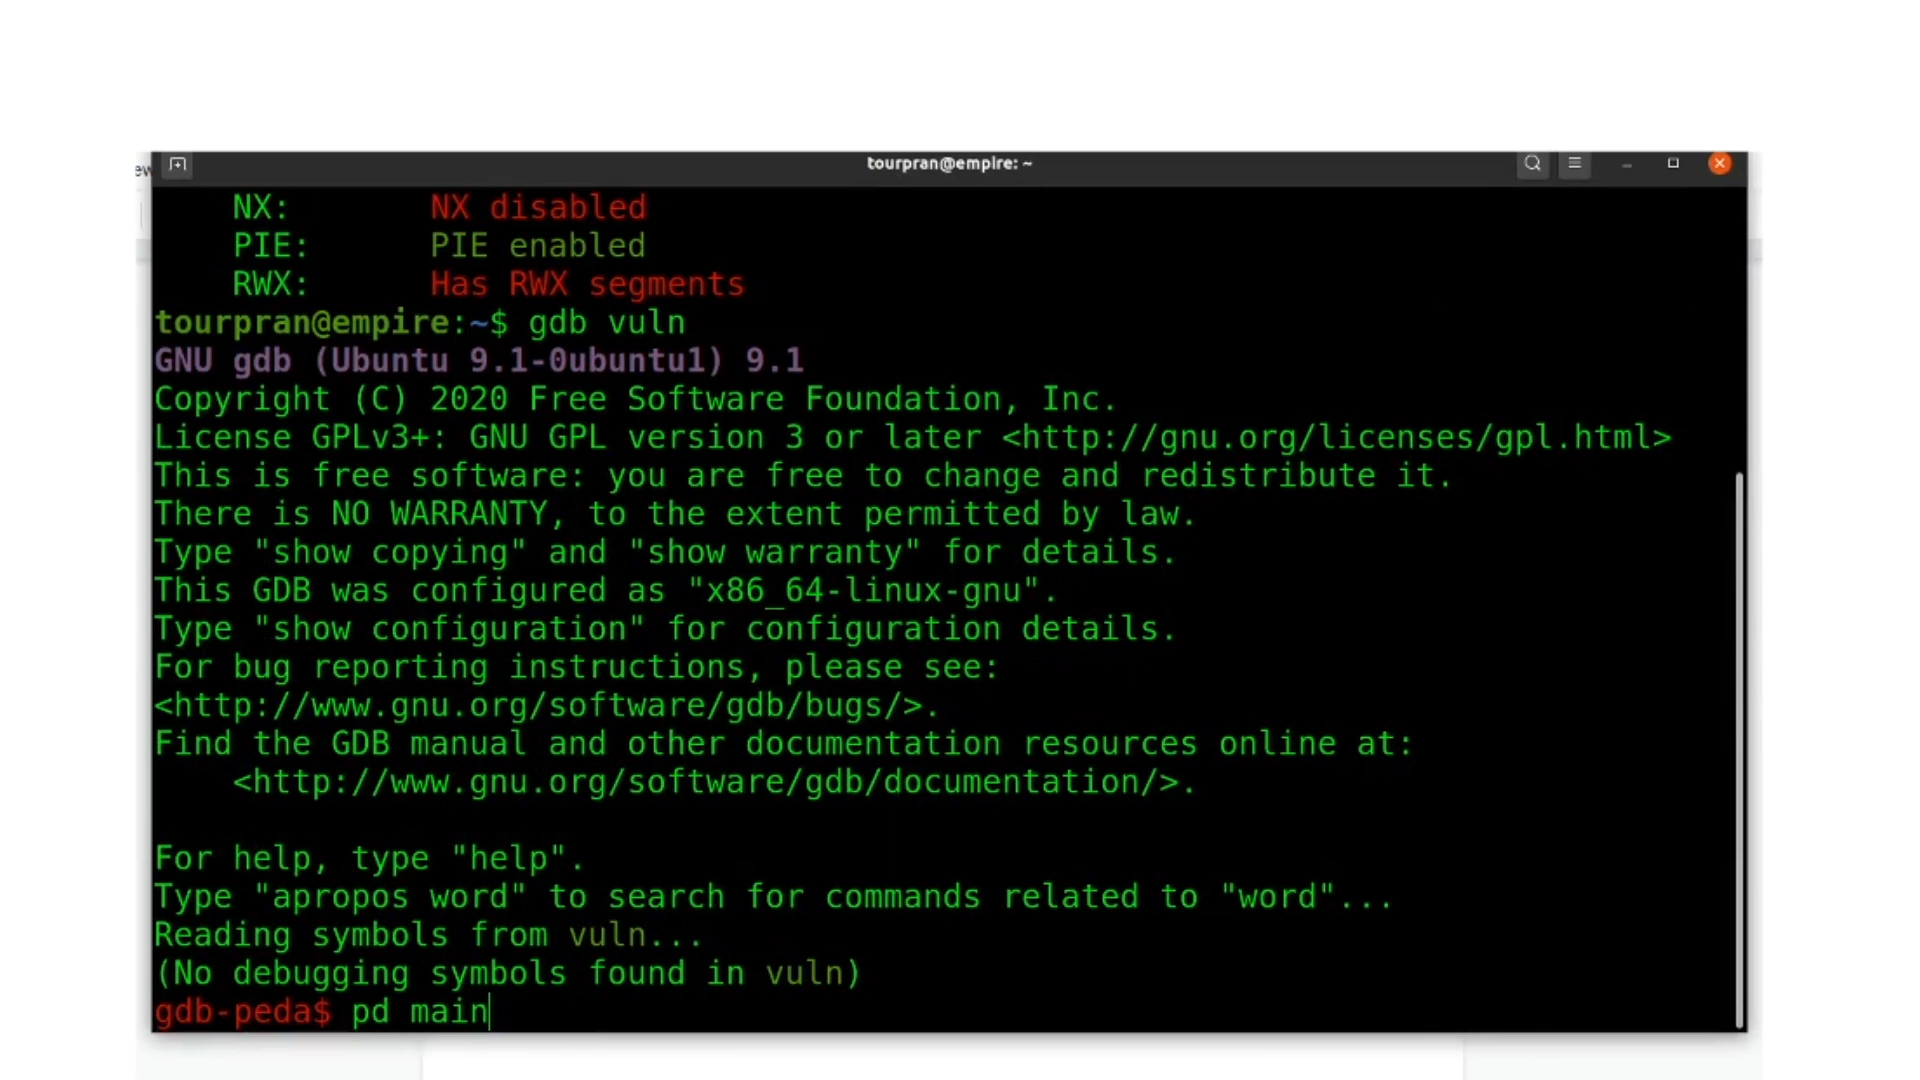 ew
tourpran@empire: ~
NX: NX disabled
PIE: PIE enabled
RWX: Has RWX segments
tourpran@empire:~$ gdb vuln
GNU gdb (Ubuntu 9.1-0ubuntu1) 9.1
Copyright (C) 2020 Free Software Foundation, Inc.
License GPLv3+: GNU GPL version 3 or later <http://gnu.org/licenses/gpl.html>
This is free software: you are free to change and redistribute it.
There is NO WARRANTY, to the extent permitted by law.
Type "show copying" and "show warranty" for details.
This GDB was configured as "x86_64-linux-gnu".
Type "show configuration" for configuration details.
For bug reporting instructions, please see:
<http://www.gnu.org/software/gdb/bugs/>.
Find the GDB manual and other documentation resources online at:
<http://www.gnu.org/software/gdb/documentation/>.
For help, type "help".
Type "apropos word" to search for commands related to "word"...
Reading symbols from vuln...
(No debugging symbols found in vuln)
gdb-peda$ pd main